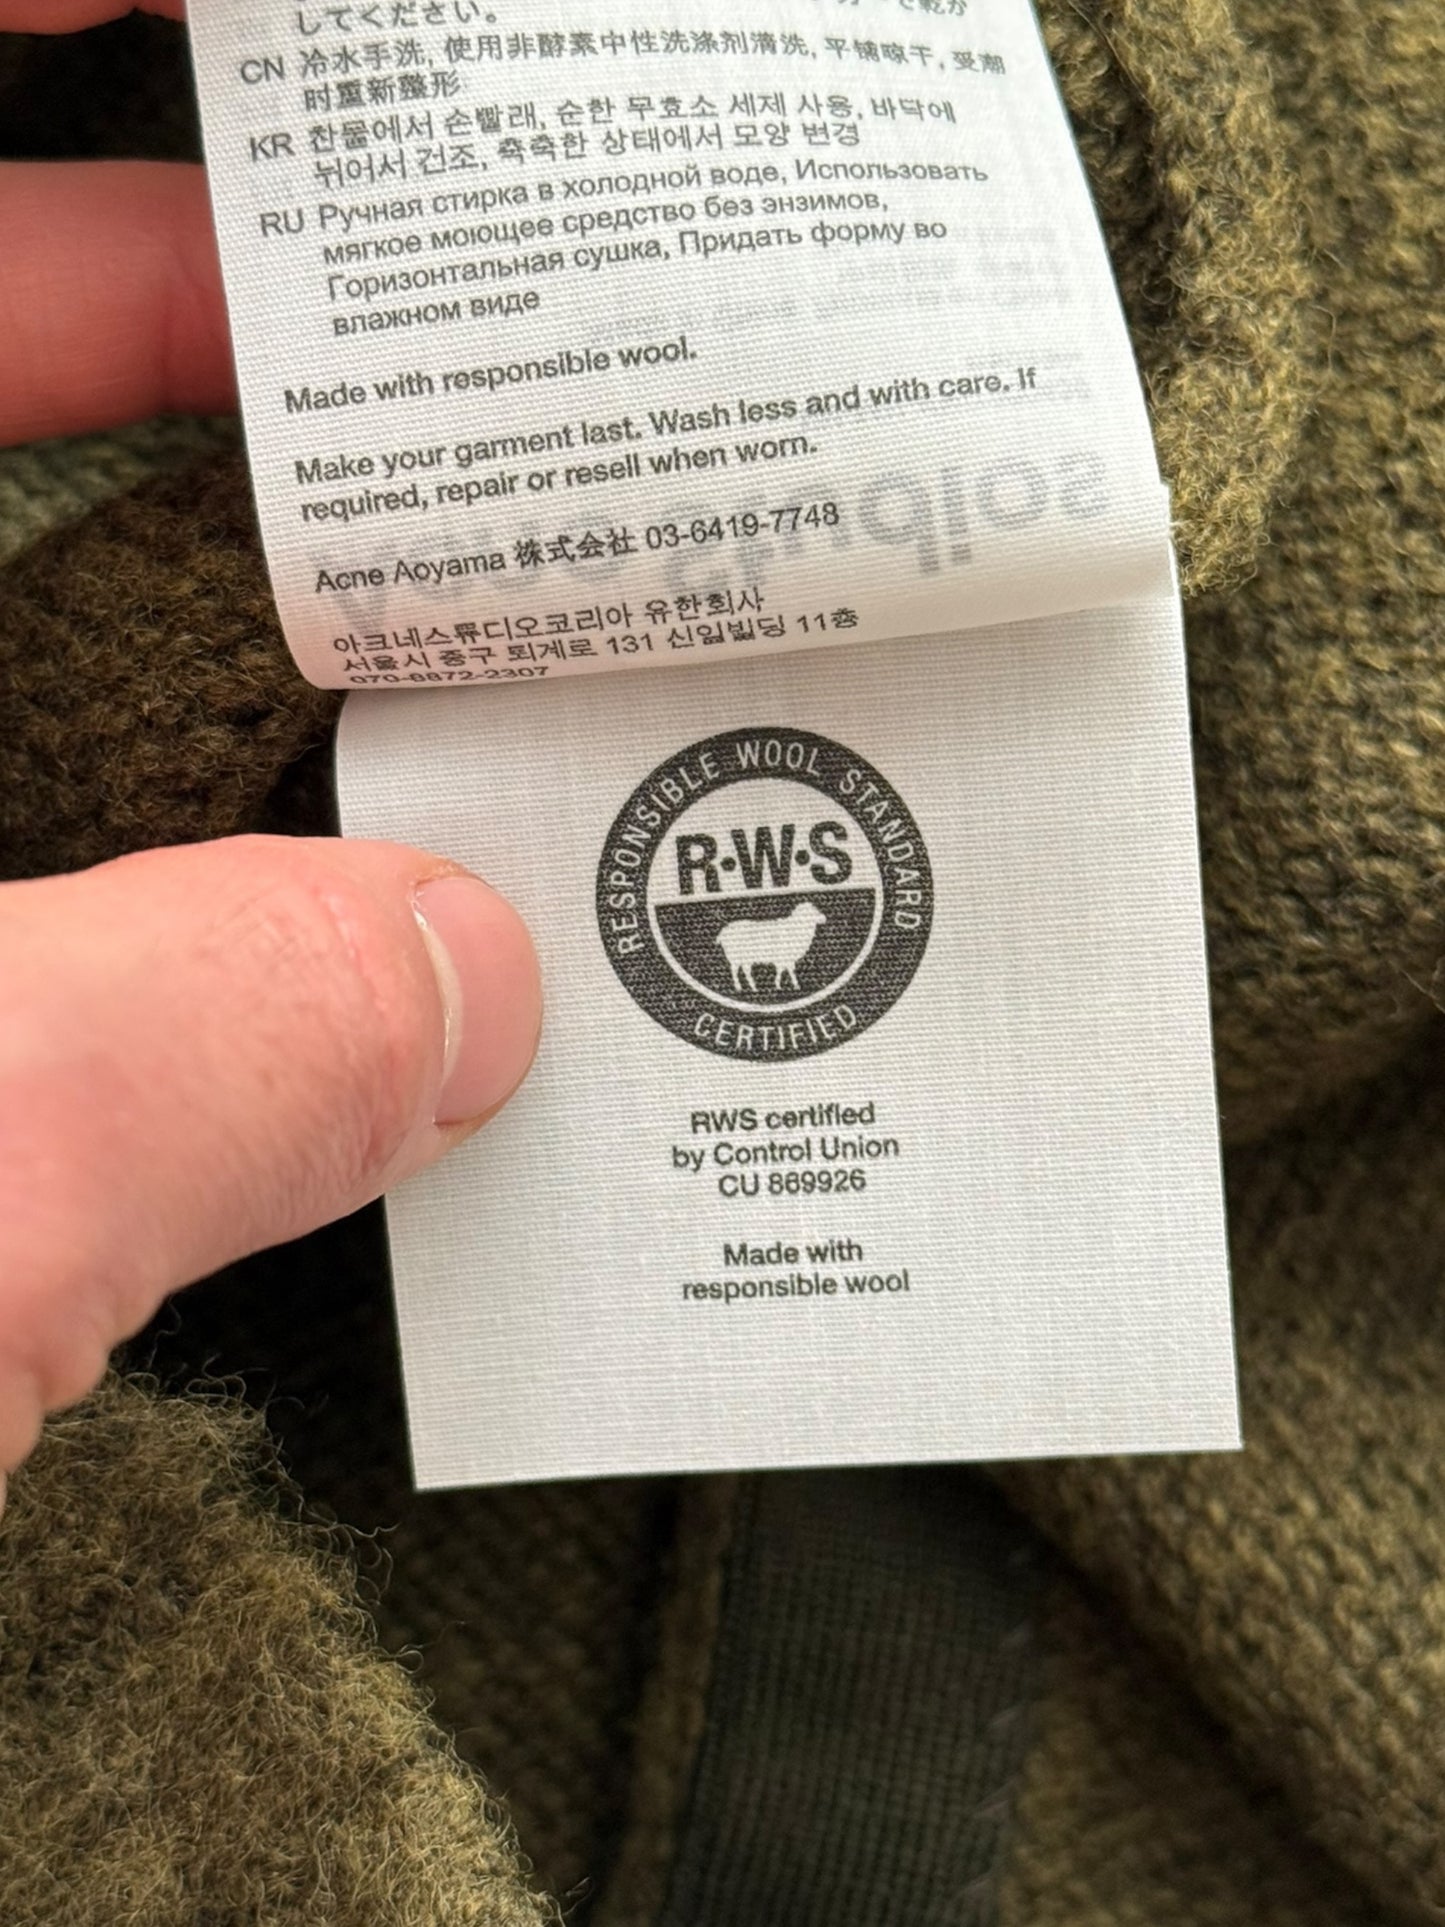 してください。
CN 冷水手洗, 使用非酵素中性洗涤剂清洗, 平铺晾干, 受潮
时重新整形
KR 찬물에서 손빨래, 순한 무효소 세제 사용, 바닥에
뉘어서 건조, 축축한 상태에서 모양 변경
RU Ручная стирка в холодной воде, Использовать
мягкое моющее средство без энзимов,
Горизонтальная сушка, Придать форму во
влажном виде
Made with responsible wool.
Make your garment last. Wash less and with care. If
required, repair or resell when worn.
Acne Aoyama 株式会社 03-6419-7748
아크네스튜디오코리아 유한회사
서울시 중구 퇴계로 131 신일빌딩 11층
070-8872-2307
RESPONSIBLE WOOL STANDARD
R·W·S
CERTIFIED
RWS certified
by Control Union
CU 869926
Made with
responsible wool